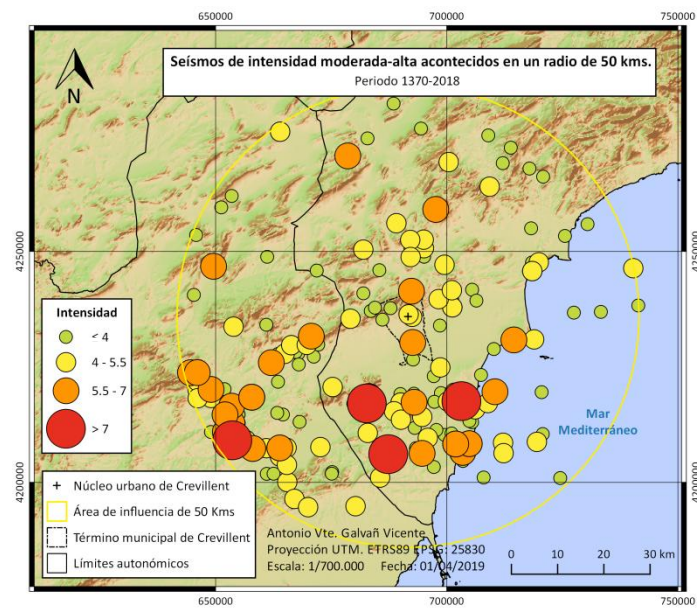 650000 700000 750000
Seísmos de intensidad moderada-alta acontecidos en un radio de 50 kms.
Periodo 1370-2018
N
4250000
4250000
Intensidad
< 4
4 - 5.5
5.5 - 7
> 7
Mar
Mediterráneo
4200000
4200000
Núcleo urbano de Crevillent
Área de influencia de 50 Kms
Término municipal de Crevillent
Límites autonómicos
Antonio Vte. Galvañ Vicente
Proyección UTM. ETRS89 EPSG: 25830
Escala: 1/700.000 Fecha: 01/04/2019
0 10 20 30 km
650000 700000 750000